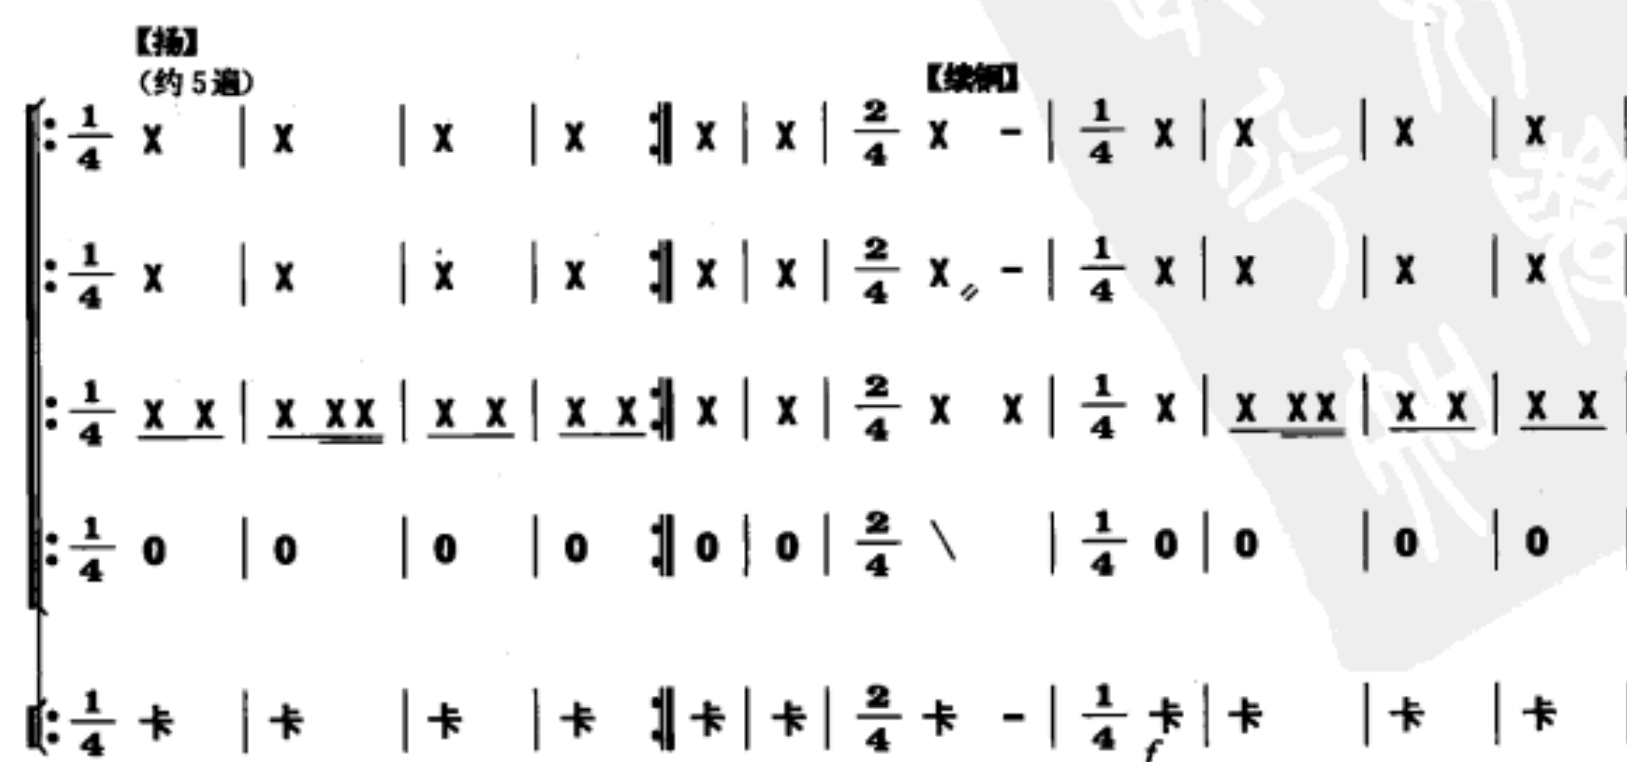 【扬】
(约5遍)
【续铜】
1/4 X | X | X | X :‖ X | X | 2/4 X - | 1/4 X | X | X | X
1/4 X | X | X | X :‖ X | X | 2/4 X - | 1/4 X | X | X | X
1/4 X X | X XX | X X | X X :‖ X | X | 2/4 X X | 1/4 X | X XX | X X | X X
1/4 0 | 0 | 0 | 0 :‖ 0 | 0 | 2/4 \ | 1/4 0 | 0 | 0 | 0
1/4 卡 | 卡 | 卡 | 卡 :‖ 卡 | 卡 | 2/4 卡 - | 1/4 卡 | 卡 | 卡 | 卡
f